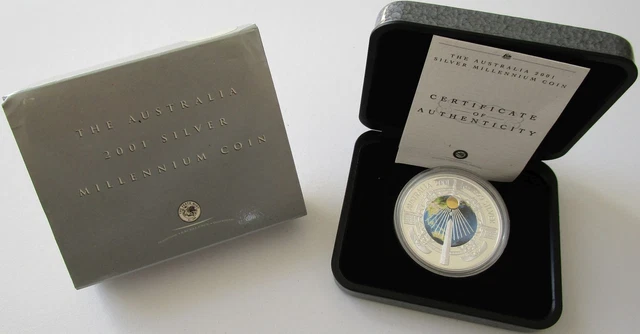 THE AUSTRALIA
2001 SILVER
MILLENNIUM COIN
THE AUSTRALIA 2001
SILVER MILLENNIUM COIN
CERTIFICATE
OF
AUTHENTICITY